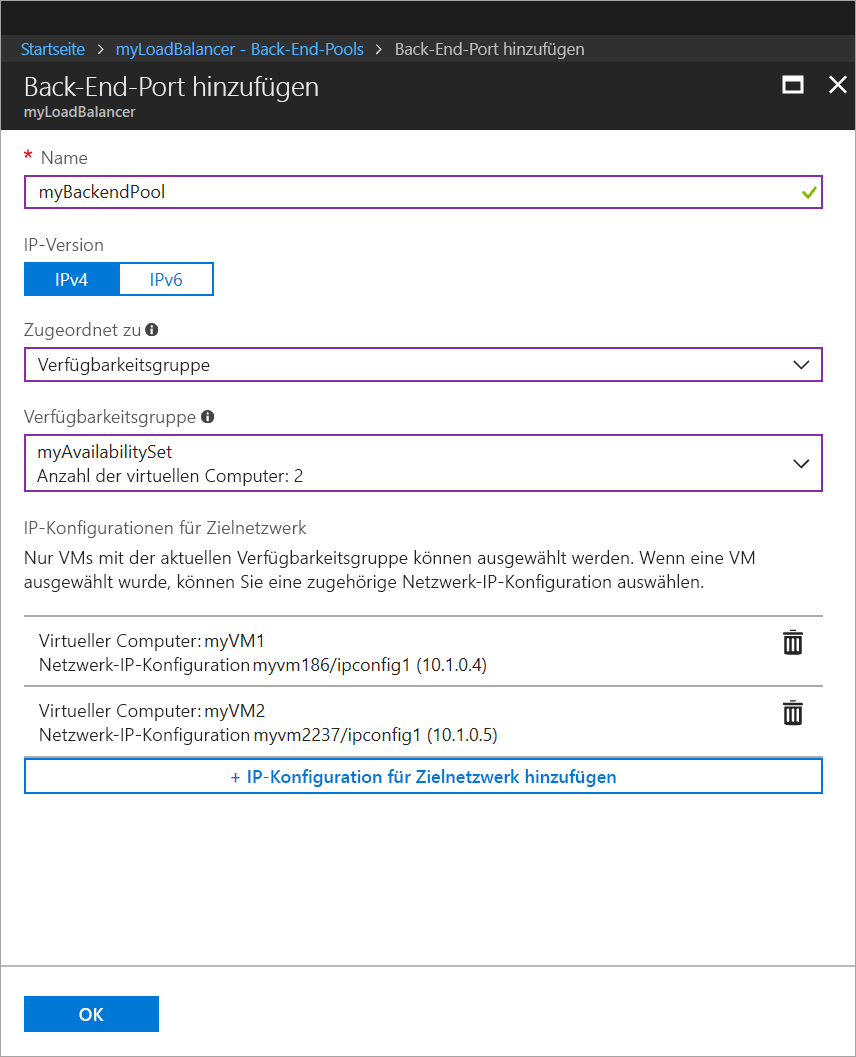 Startseite > myLoadBalancer - Back-End-Pools > Back-End-Port hinzufügen
Back-End-Port hinzufügen
myLoadBalancer
* Name
myBackendPool
IP-Version
IPv4 IPv6
Zugeordnet zu
Verfügbarkeitsgruppe
Verfügbarkeitsgruppe
myAvailabilitySet
Anzahl der virtuellen Computer: 2
IP-Konfigurationen für Zielnetzwerk
Nur VMs mit der aktuellen Verfügbarkeitsgruppe können ausgewählt werden. Wenn eine VM
ausgewählt wurde, können Sie eine zugehörige Netzwerk-IP-Konfiguration auswählen.
Virtueller Computer: myVM1
Netzwerk-IP-Konfiguration myvm186/ipconfig1 (10.1.0.4)
Virtueller Computer: myVM2
Netzwerk-IP-Konfiguration myvm2237/ipconfig1 (10.1.0.5)
+ IP-Konfiguration für Zielnetzwerk hinzufügen
OK